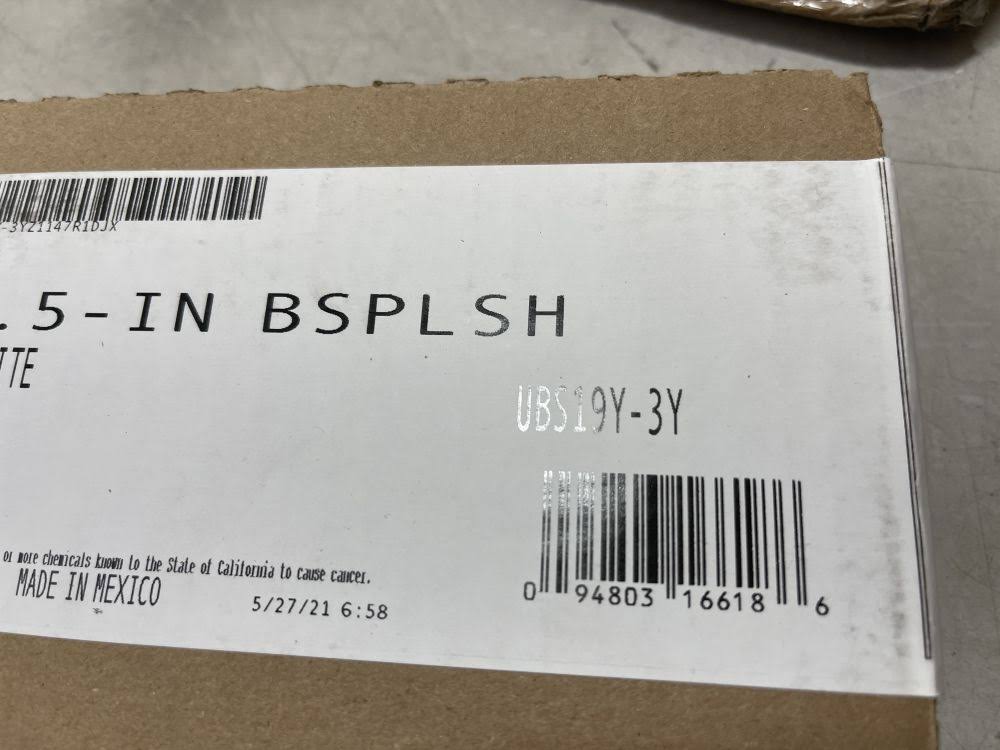 -3YZ1147R1DJX
.5-IN BSPLSH
TTE
UBS19Y-3Y
or more chemicals known to the State of California to cause cancer.
MADE IN MEXICO
5/27/21 6:58
0 94803 16618 6